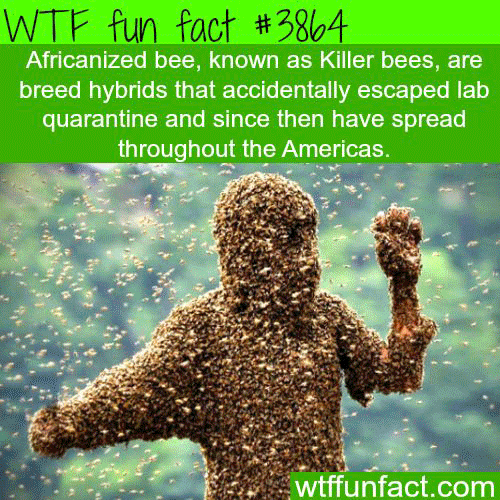 WTF fun fact #3864
Africanized bee, known as Killer bees, are
breed hybrids that accidentally escaped lab
quarantine and since then have spread
throughout the Americas.
wtffunfact.com